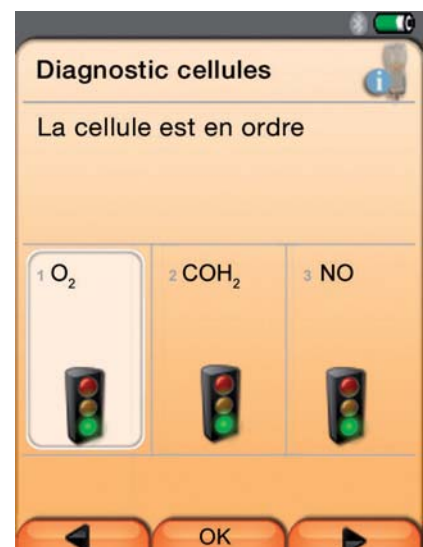 Diagnostic cellules
La cellule est en ordre
1 O₂ 2 COH₂ 3 NO
OK